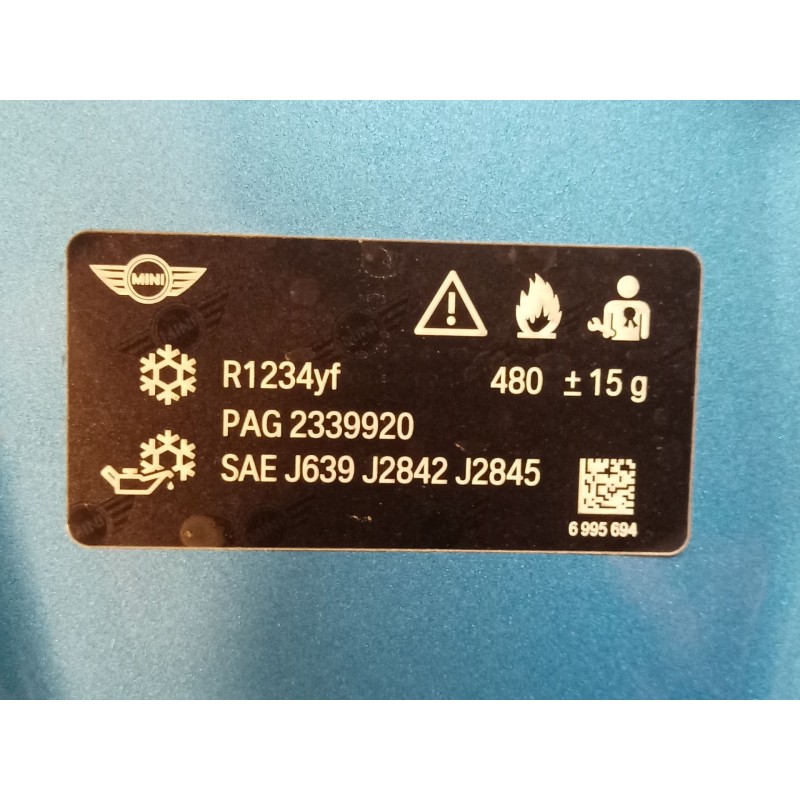 MINI
R1234yf 480 ± 15 g
PAG 2339920
SAE J639 J2842 J2845
6 995 694